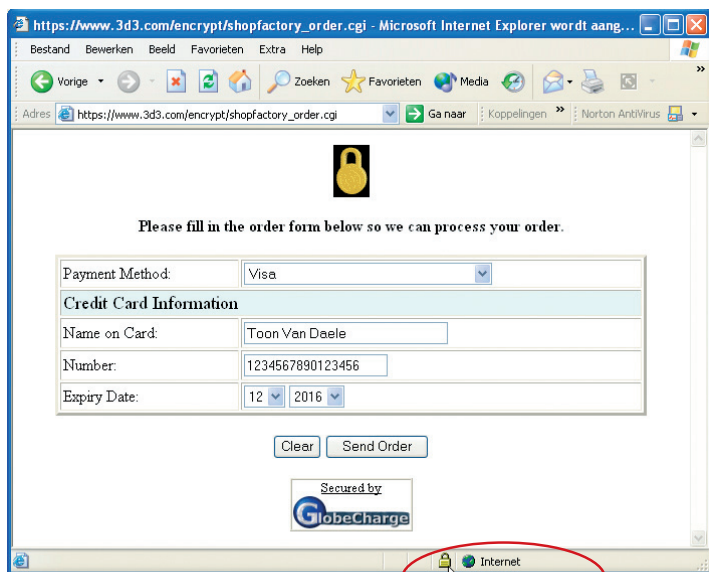 https://www.3d3.com/encrypt/shopfactory_order.cgi - Microsoft Internet Explorer wordt aang...
Bestand Bewerken Beeld Favorieten Extra Help
Vorige Zoeken Favorieten Media »
Adres https://www.3d3.com/encrypt/shopfactory_order.cgi Ga naar Koppelingen » Norton AntiVirus
Please fill in the order form below so we can process your order.
Payment Method: Visa
Credit Card Information
Name on Card: Toon Van Daele
Number: 1234567890123456
Expiry Date: 12 2016
Clear Send Order
Secured by
GlobeCharge
Internet